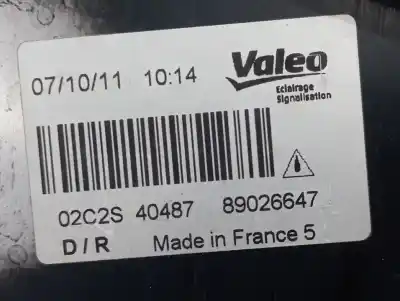 07/10/11 10:14
Valeo
Eclairage
Signalisation
02C2S 40487 89026647
D/R Made in France 5